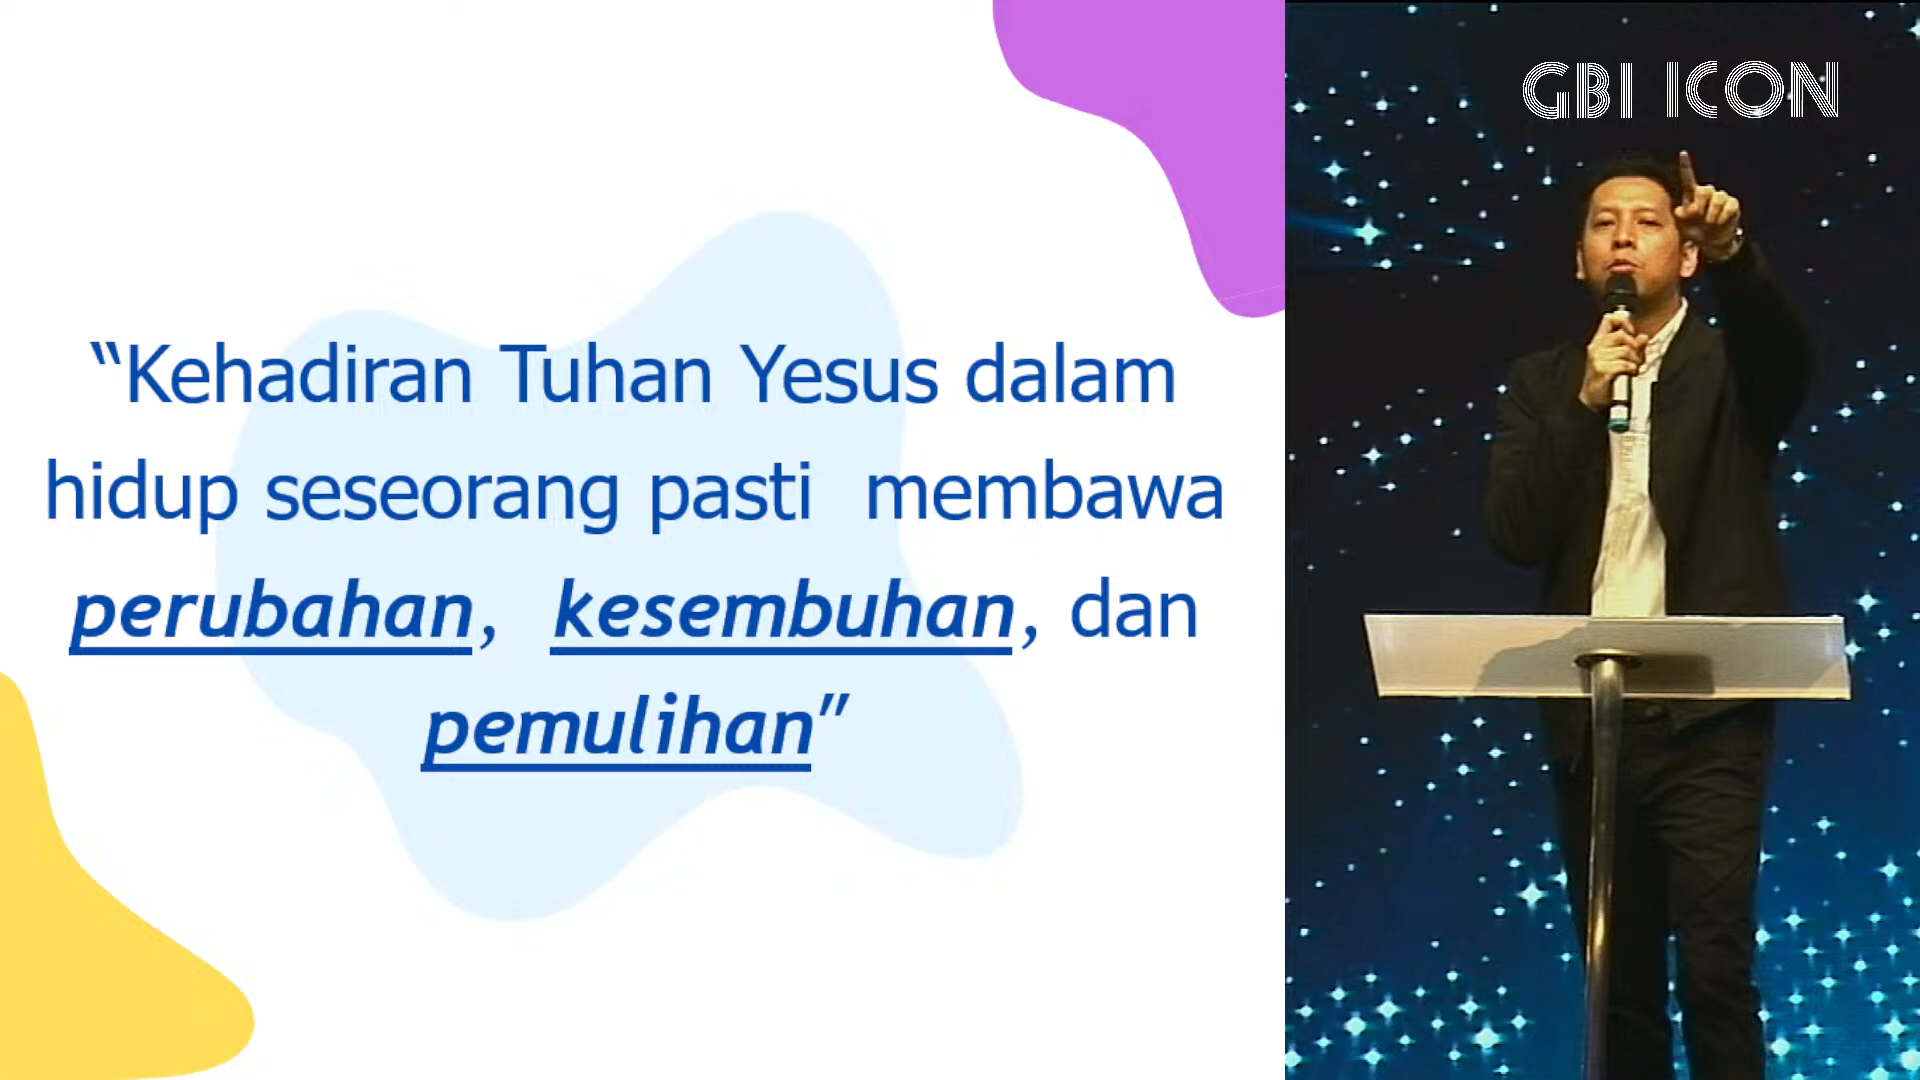 “Kehadiran Tuhan Yesus dalam
hidup seseorang pasti  membawa
perubahan,  kesembuhan, dan
pemulihan”
GBI ICON